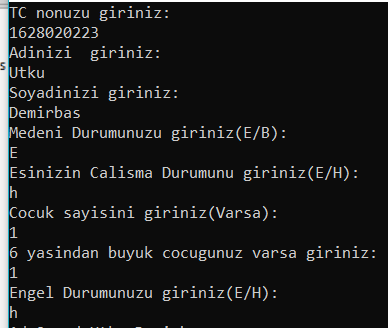 TC nonuzu giriniz:
1628020223
Adinizi  giriniz:
Utku
Soyadinizi giriniz:
Demirbas
Medeni Durumunuzu giriniz(E/B):
E
Esinizin Calisma Durumunu giriniz(E/H):
h
Cocuk sayisini giriniz(Varsa):
1
6 yasindan buyuk cocugunuz varsa giriniz:
1
Engel Durumunuzu giriniz(E/H):
h